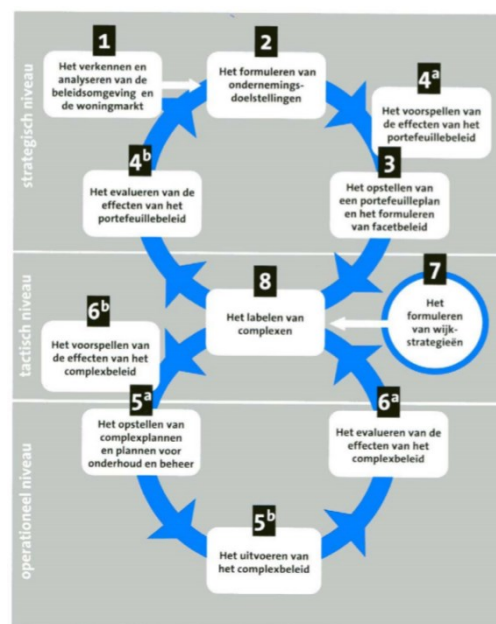 strategisch niveau
1
Het verkennen en
analyseren van de
beleidsomgeving en
de woningmarkt
2
Het formuleren van
ondernemings-
doelstellingen
4a
Het voorspellen van
de effecten van het
portefeuillebeleid
4b
Het evalueren van de
effecten van het
portefeuillebeleid
3
Het opstellen van
een portefeuilleplan
en het formuleren
van facetbeleid
tactisch niveau
8
Het labelen van
complexen
7
Het
formuleren
van wijk-
strategieën
6b
Het voorspellen van
de effecten van het
complexbeleid
operationeel niveau
5a
Het opstellen van
complexplannen
en plannen voor
onderhoud en beheer
6a
Het evalueren van de
effecten van het
complexbeleid
5b
Het uitvoeren van
het complexbeleid